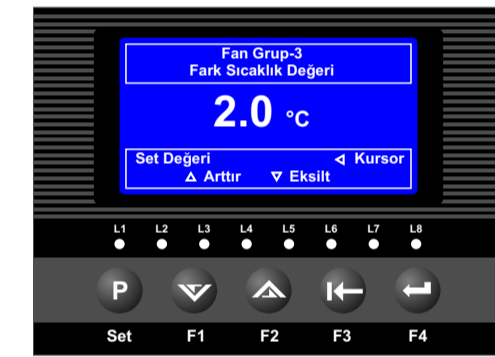 Fan Grup-3
Fark Sıcaklık Değeri
2.0 °C
Set Değeri Kursor
Arttır Eksilt
L1 L2 L3 L4 L5 L6 L7 L8
P
Set F1 F2 F3 F4